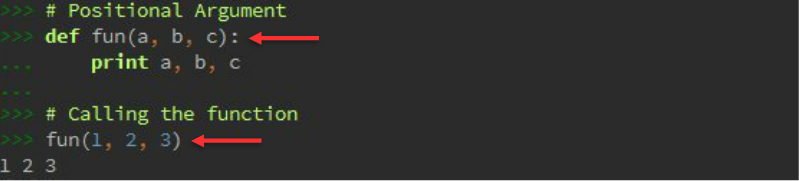 >>> # Positional Argument
>>> def fun(a, b, c):
...     print a, b, c
...
>>> # Calling the function
>>> fun(1, 2, 3)
1 2 3